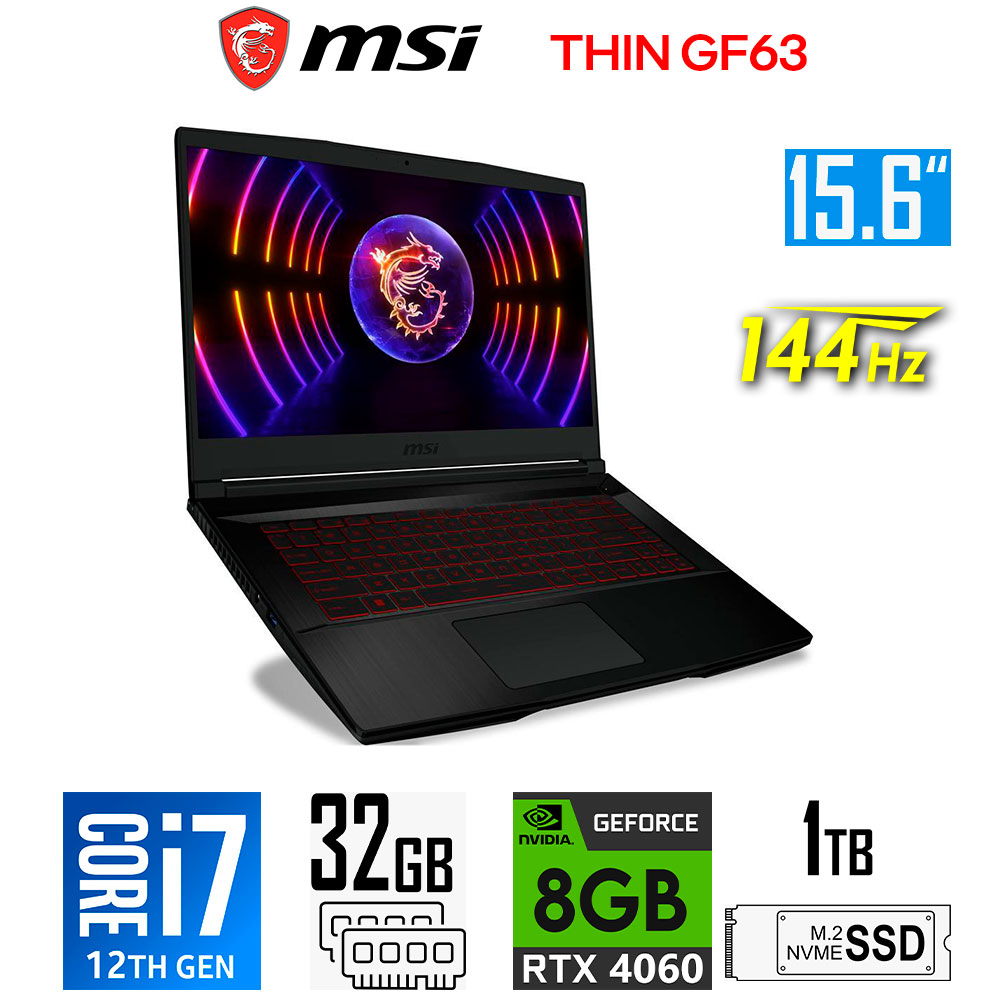 msi THIN GF63
15.6“
144Hz
msi
CORE i7
12TH GEN
32GB
NVIDIA. GEFORCE
8GB
RTX 4060
1TB
M.2
NVME SSD